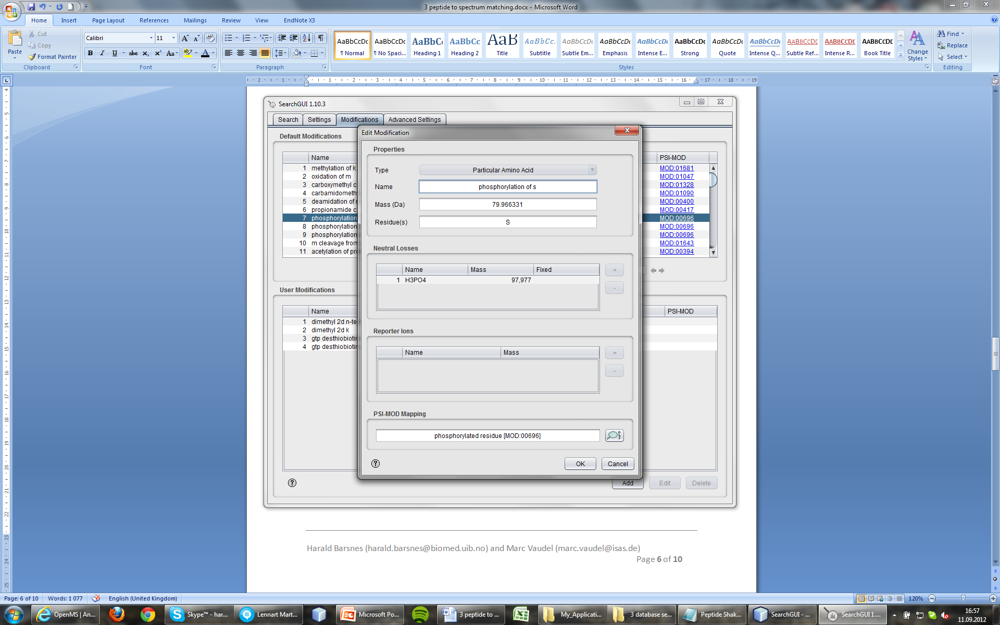 3 peptide to spectrum matching.docx - Microsoft Word
Home Insert Page Layout References Mailings Review View EndNote X3
Paste Cut Copy Format Painter
Calibri 11
AaBbCcDc AaBbCcDc AaBbC AaBbCc AaB AaBbCc. AaBbCcDc AaBbCcDc AaBbCcDc AaBbCcDc AaBbCcDc AaBbCcDc AABBCCDD AABBCCDD AABBCCDD
¶ Normal ¶ No Spaci... Heading 1 Heading 2 Title Subtitle Subtle Em... Emphasis Intense E... Strong Quote Intense Q... Subtle Ref... Intense R... Book Title
Change Styles
Find Replace Select
Clipboard Font Paragraph Styles Editing
SearchGUI 1.10.3
Search Settings Modifications Advanced Settings
Default Modifications
Name PSI-MOD
1 methylation of k MOD:01681
2 oxidation of m MOD:01047
3 carboxymethyl c MOD:01328
4 carbamidometh MOD:01090
5 deamidation of MOD:00400
6 propionamide c MOD:00417
7 phosphorylation MOD:00696
8 phosphorylation MOD:00696
9 phosphorylation MOD:00696
10 m cleavage from MOD:01643
11 acetylation of pro MOD:00394
User Modifications
Name PSI-MOD
1 dimethyl 2d n-te
2 dimethyl 2d k
3 gtp desthiobiotin
4 gtp desthiobiotin
Add Edit Delete
Edit Modification
Properties
Type Particular Amino Acid
Name phosphorylation of s
Mass (Da) 79.966331
Residue(s) S
Neutral Losses
Name Mass Fixed
1 H3PO4 97,977
+
-
Reporter Ions
Name Mass
+
-
PSI-MOD Mapping
phosphorylated residue [MOD:00696]
OK Cancel
Harald Barsnes (harald.barsnes@biomed.uib.no) and Marc Vaudel (marc.vaudel@isas.de)
Page 6 of 10
Page: 6 of 10 Words: 1 077 English (United Kingdom) 120%
OpenMS | An... Skype™ - har... Lennart Mart... Microsoft Po... 3 peptide to ... My_Applicati... 3 database se... Peptide Shak... SearchGUI - ... SearchGUI 1....
16:57
11.09.2012